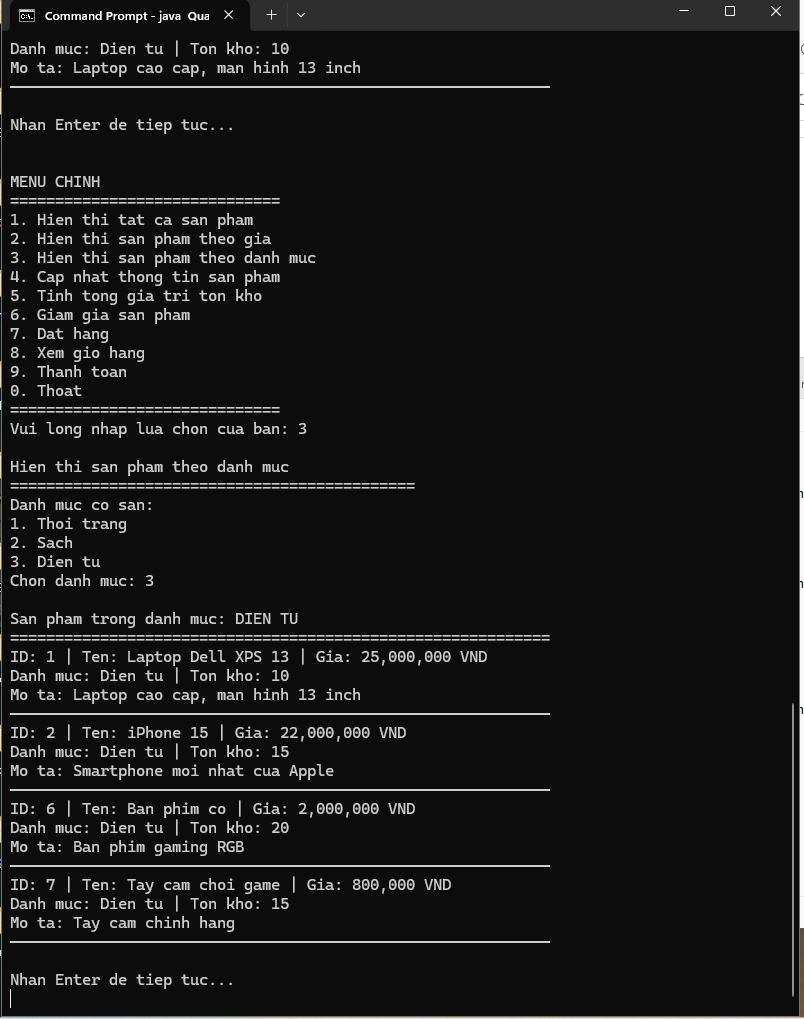 Command Prompt - java Qua
Danh muc: Dien tu | Ton kho: 10
Mo ta: Laptop cao cap, man hinh 13 inch
Nhan Enter de tiep tuc...
MENU CHINH
==============================
1. Hien thi tat ca san pham
2. Hien thi san pham theo gia
3. Hien thi san pham theo danh muc
4. Cap nhat thong tin san pham
5. Tinh tong gia tri ton kho
6. Giam gia san pham
7. Dat hang
8. Xem gio hang
9. Thanh toan
0. Thoat
==============================
Vui long nhap lua chon cua ban: 3
Hien thi san pham theo danh muc
=============================================
Danh muc co san:
1. Thoi trang
2. Sach
3. Dien tu
Chon danh muc: 3
San pham trong danh muc: DIEN TU
============================================================
ID: 1 | Ten: Laptop Dell XPS 13 | Gia: 25,000,000 VND
Danh muc: Dien tu | Ton kho: 10
Mo ta: Laptop cao cap, man hinh 13 inch
ID: 2 | Ten: iPhone 15 | Gia: 22,000,000 VND
Danh muc: Dien tu | Ton kho: 15
Mo ta: Smartphone moi nhat cua Apple
ID: 6 | Ten: Ban phim co | Gia: 2,000,000 VND
Danh muc: Dien tu | Ton kho: 20
Mo ta: Ban phim gaming RGB
ID: 7 | Ten: Tay cam choi game | Gia: 800,000 VND
Danh muc: Dien tu | Ton kho: 15
Mo ta: Tay cam chinh hang
Nhan Enter de tiep tuc...